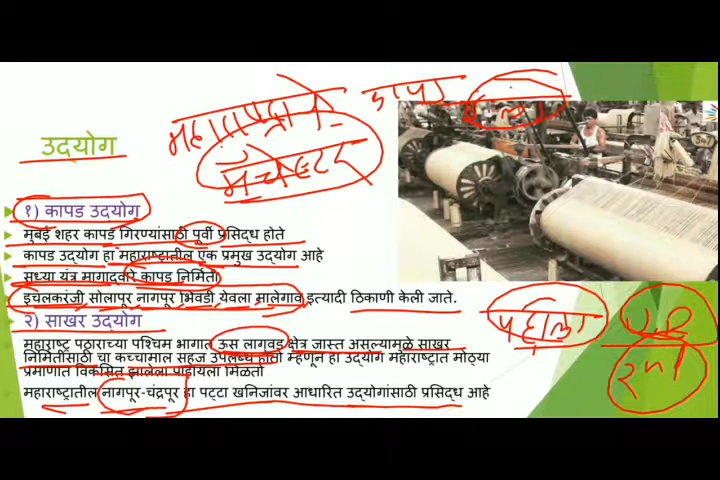 महाराष्ट्राचे कापड
मँचेस्टर
उद्योग
१) कापड उद्योग
मुंबई शहर कापड गिरण्यांसाठी पूर्वी प्रसिद्ध होते
कापड उद्योग हा महाराष्ट्रातील एक प्रमुख उद्योग आहे
सध्या यंत्र मागाद्वारे कापड निर्मिती
इचलकरंजी सोलापूर नागपूर भिवंडी येवला मालेगाव इत्यादी ठिकाणी केली जाते.
२) साखर उद्योग
महाराष्ट्र पठाराच्या पश्चिम भागात ऊस लागवड क्षेत्र जास्त असल्यामुळे साखर
निर्मितीसाठी चा कच्चामाल सहज उपलब्ध होतो म्हणून हा उद्योग महाराष्ट्रात मोठ्या
प्रमाणात विकसित झालेला पाहायला मिळतो
महाराष्ट्रातील नागपूर-चंद्रपूर हा पट्टा खनिजांवर आधारित उद्योगांसाठी प्रसिद्ध आहे
पहिला
U.P
२रा